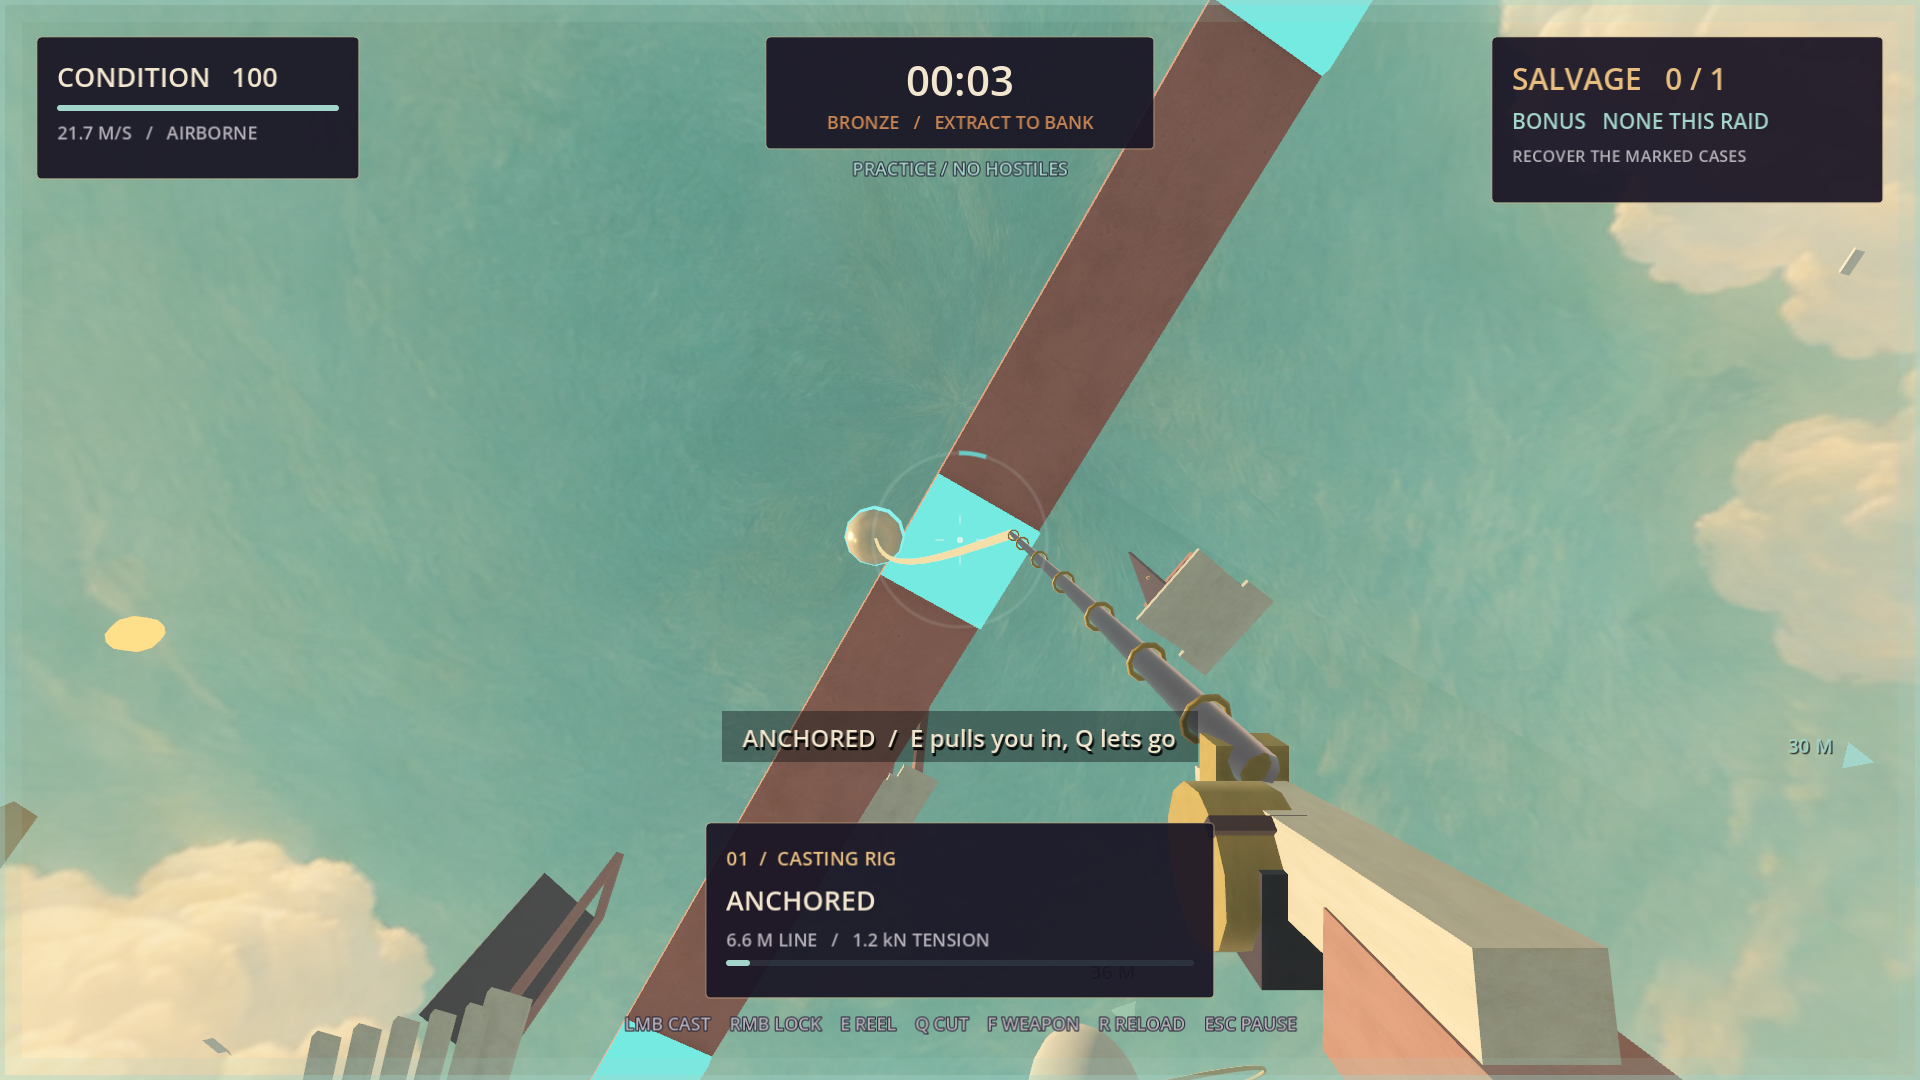 CONDITION 100
21.7 M/S / AIRBORNE
00:03
BRONZE / EXTRACT TO BANK
PRACTICE / NO HOSTILES
SALVAGE 0 / 1
BONUS NONE THIS RAID
RECOVER THE MARKED CASES
30 M
ANCHORED / E pulls you in, Q lets go
01 / CASTING RIG
ANCHORED
6.6 M LINE / 1.2 kN TENSION
36 M
LMB CAST RMB LOCK E REEL Q CUT F WEAPON R RELOAD ESC PAUSE